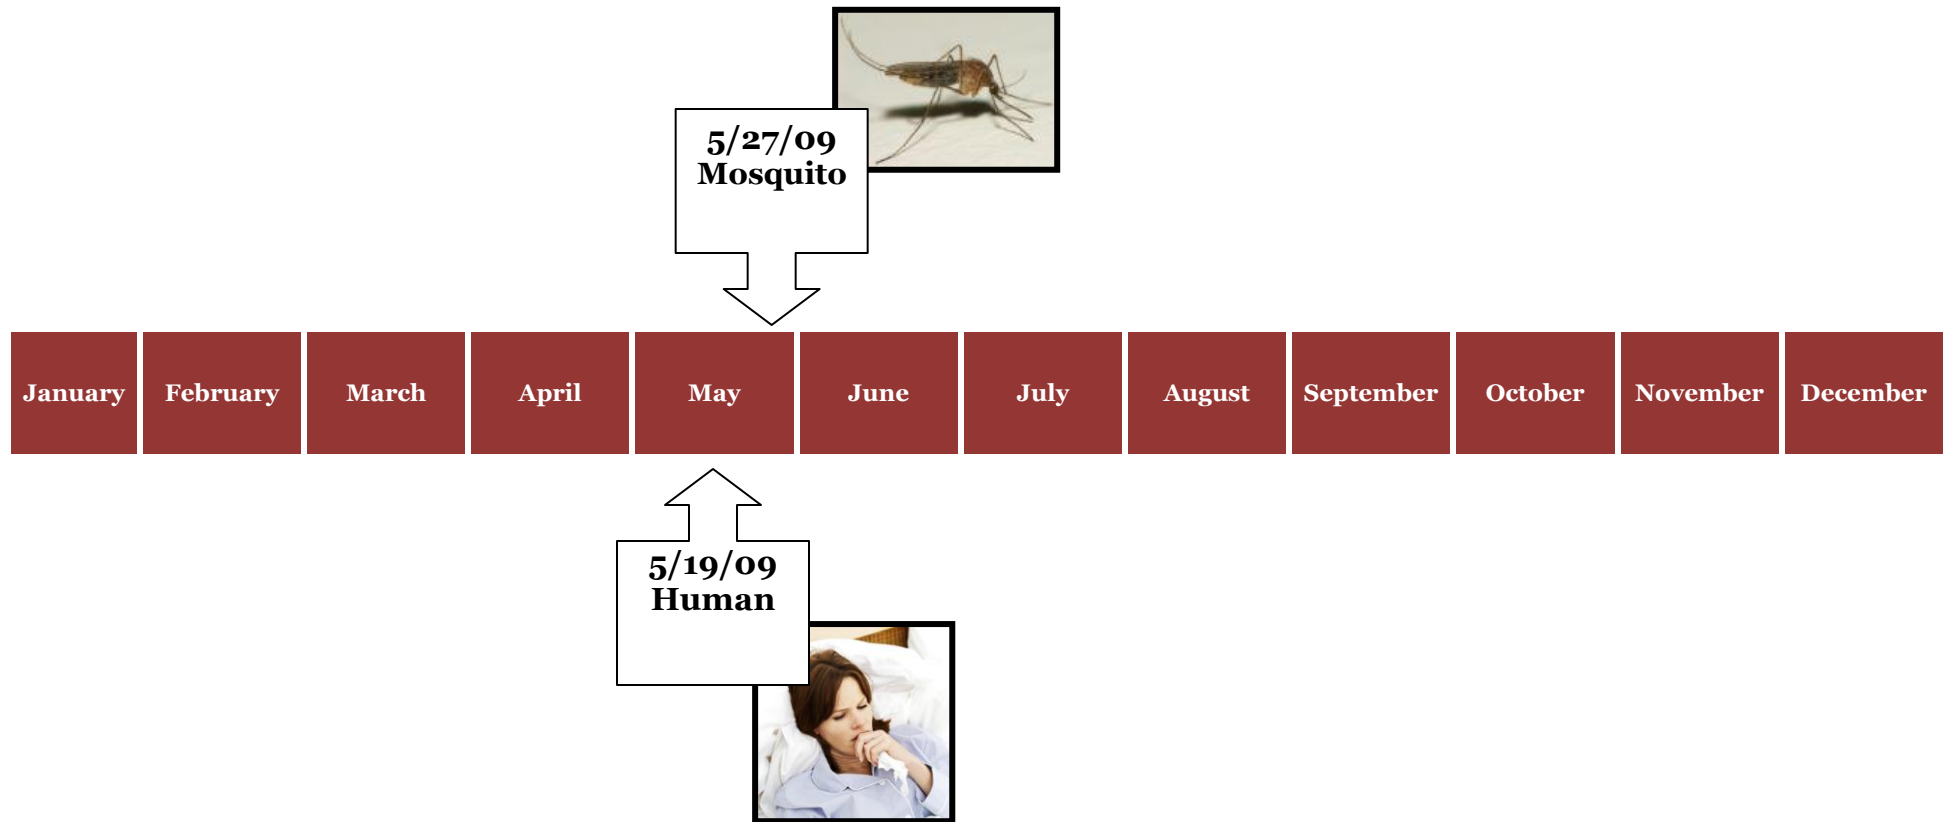 5/27/09
Mosquito
January
February
March
April
May
June
July
August
September
October
November
December
5/19/09
Human